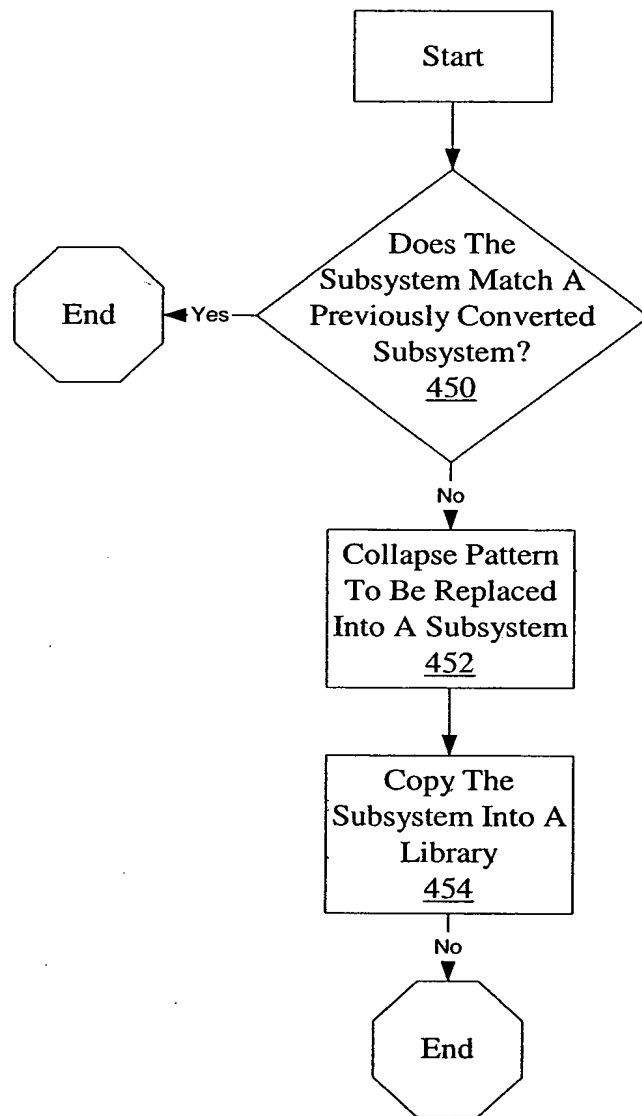 Start
Does The
Subsystem Match A
Previously Converted
Subsystem?
450
End
Yes
No
Collapse Pattern
To Be Replaced
Into A Subsystem
452
Copy The
Subsystem Into A
Library
454
No
End